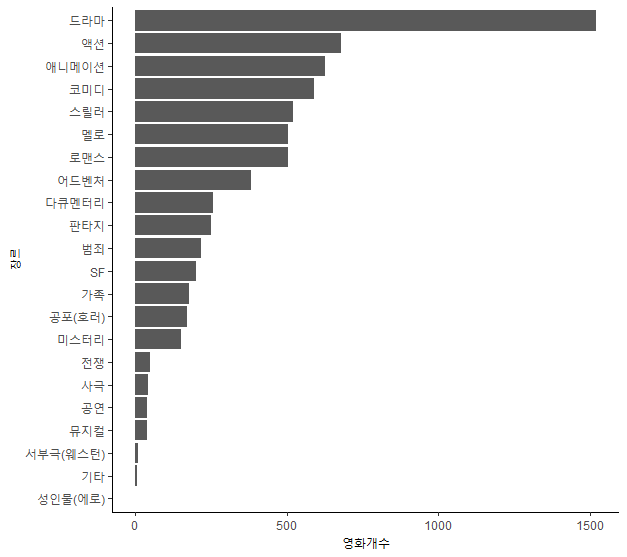 드라마
액션
애니메이션
코미디
스릴러
멜로
로맨스
어드벤처
다큐멘터리
판타지
범죄
SF
가족
공포(호러)
미스터리
전쟁
사극
공연
뮤지컬
서부극(웨스턴)
기타
성인물(에로)
장르
0 500 1000 1500
영화개수